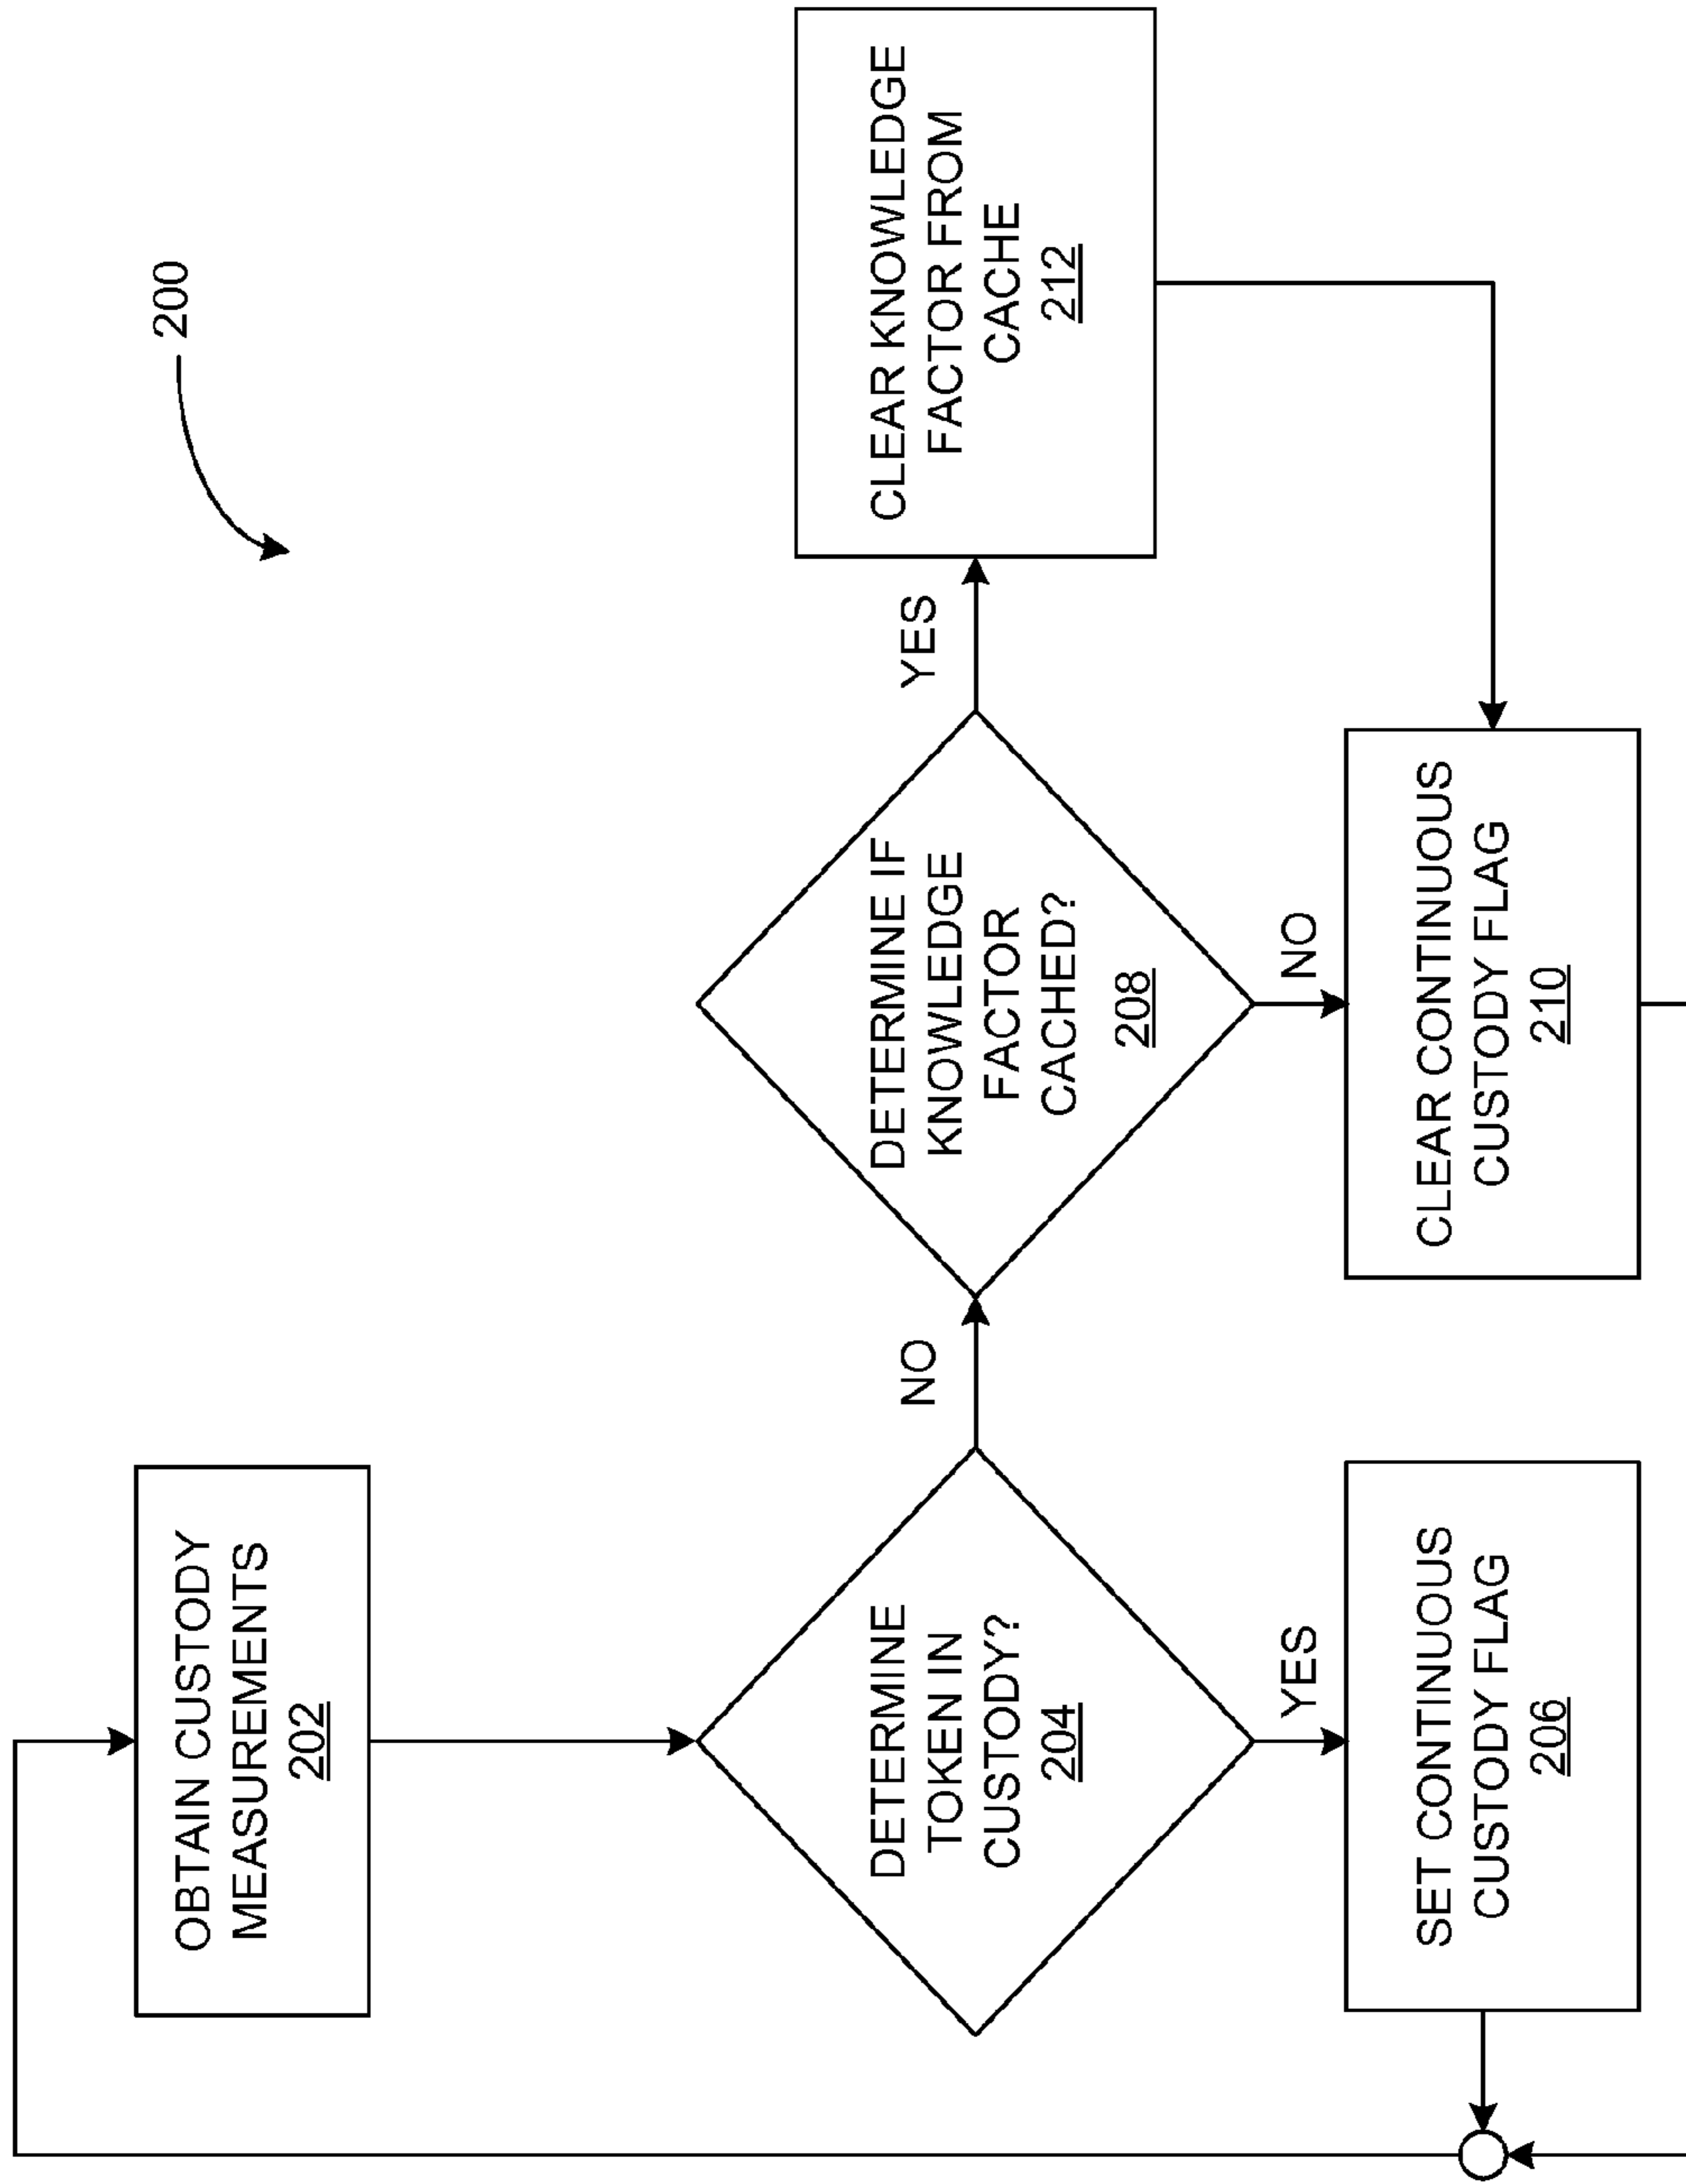 200
OBTAIN CUSTODY
MEASUREMENTS
202
DETERMINE
TOKEN IN
CUSTODY?
204
NO
YES
SET CONTINUOUS
CUSTODY FLAG
206
DETERMINE IF
KNOWLEDGE
FACTOR
CACHED?
208
YES
NO
CLEAR KNOWLEDGE
FACTOR FROM
CACHE
212
CLEAR CONTINUOUS
CUSTODY FLAG
210